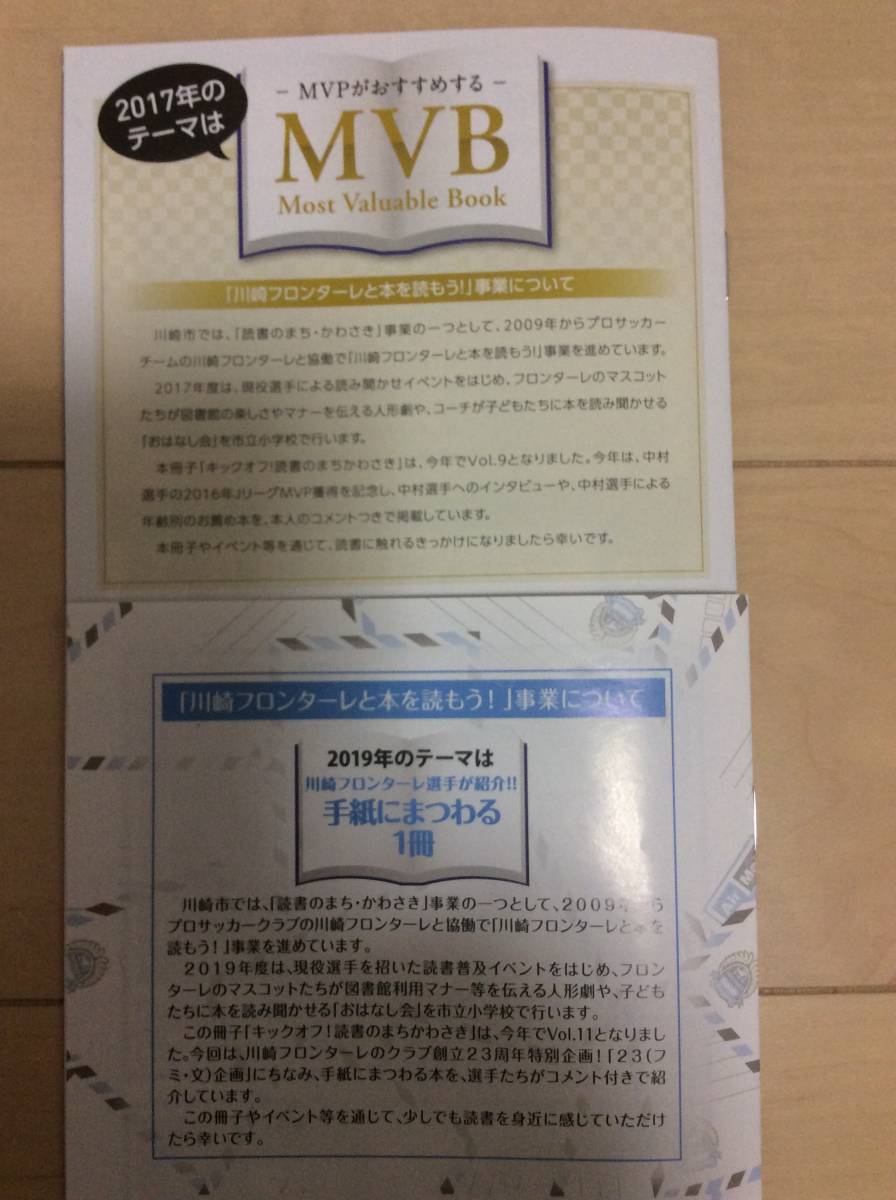 2017年の
テーマは
− MVPがおすすめする −
MVB
Most Valuable Book
「川崎フロンターレと本を読もう!」事業について
川崎市では、「読書のまち・かわさき」事業の一つとして、2009年からプロサッカー
チームの川崎フロンターレと協働で「川崎フロンターレと本を読もう!」事業を進めています。
2017年度は、現役選手による読み聞かせイベントをはじめ、フロンターレのマスコット
たちが図書館の楽しさやマナーを伝える人形劇や、コーチが子どもたちに本を読み聞かせる
「おはなし会」を市立小学校で行います。
本冊子「キックオフ!読書のまちかわさき」は、今年でVol.9となりました。今年は、中村
選手の2016年JリーグMVP獲得を記念し、中村選手へのインタビューや、中村選手による
年齢別のお薦め本を、本人のコメントつきで掲載しています。
本冊子やイベント等を通じて、読書に触れるきっかけになりましたら幸いです。
「川崎フロンターレと本を読もう!」事業について
2019年のテーマは
川崎フロンターレ選手が紹介!!
手紙にまつわる
1冊
川崎市では、「読書のまち・かわさき」事業の一つとして、2009年から
プロサッカークラブの川崎フロンターレと協働で「川崎フロンターレと本を
読もう!」事業を進めています。
2019年度は、現役選手を招いた読書普及イベントをはじめ、フロン
ターレのマスコットたちが図書館利用マナー等を伝える人形劇や、子ども
たちに本を読み聞かせる「おはなし会」を市立小学校で行います。
この冊子「キックオフ!読書のまちかわさき」は、今年でVol.11となりまし
た。今回は、川崎フロンターレのクラブ創立23周年特別企画!「23(フ
ミ・文)企画」にちなみ、手紙にまつわる本を、選手たちがコメント付きで紹
介しています。
この冊子やイベント等を通じて、少しでも読書を身近に感じていただけ
たら幸いです。
Air